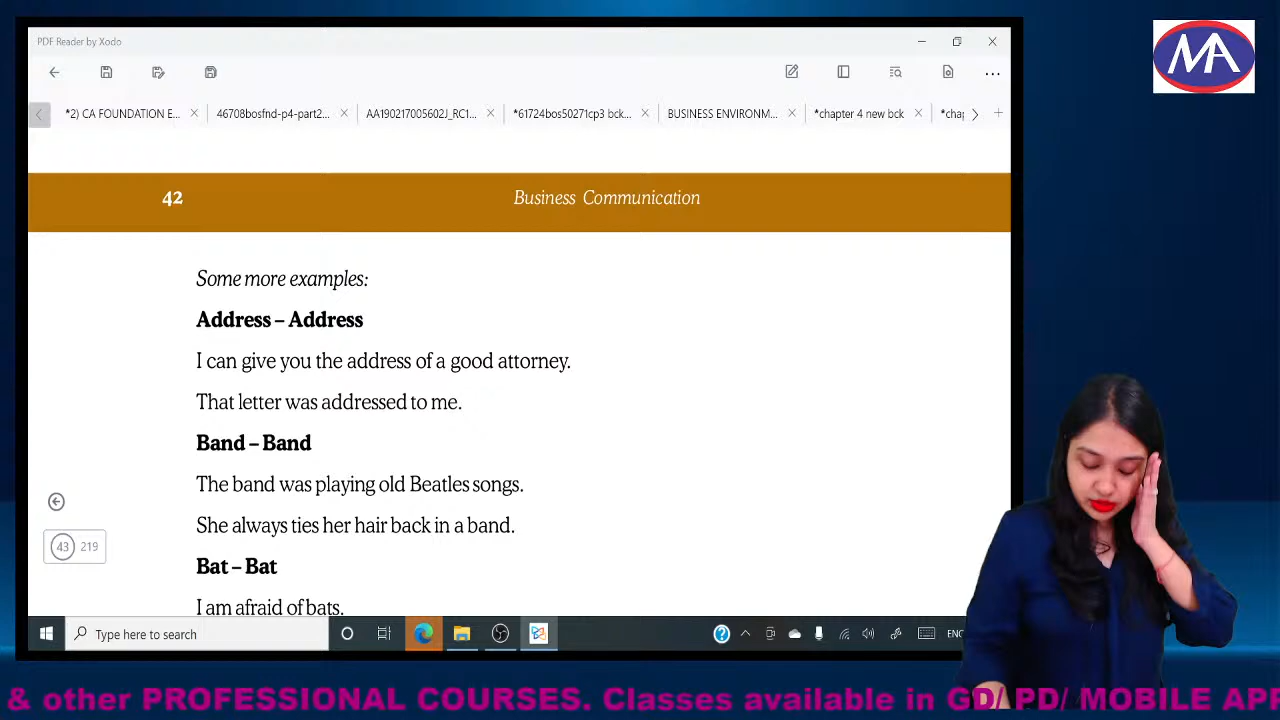 PDF Reader by Xodo
*2) CA FOUNDATION E... 46708bosfnd-p4-part2... AA190217005602J_RC1... *61724bos50271cp3 bck... BUSINESS ENVIRONM... *chapter 4 new bck *chap
42 Business Communication
Some more examples:
Address – Address
I can give you the address of a good attorney.
That letter was addressed to me.
Band – Band
The band was playing old Beatles songs.
She always ties her hair back in a band.
Bat – Bat
I am afraid of bats.
43 219
Type here to search
ENG
& other PROFESSIONAL COURSES. Classes available in GD/ PD/ MOBILE APP
MA